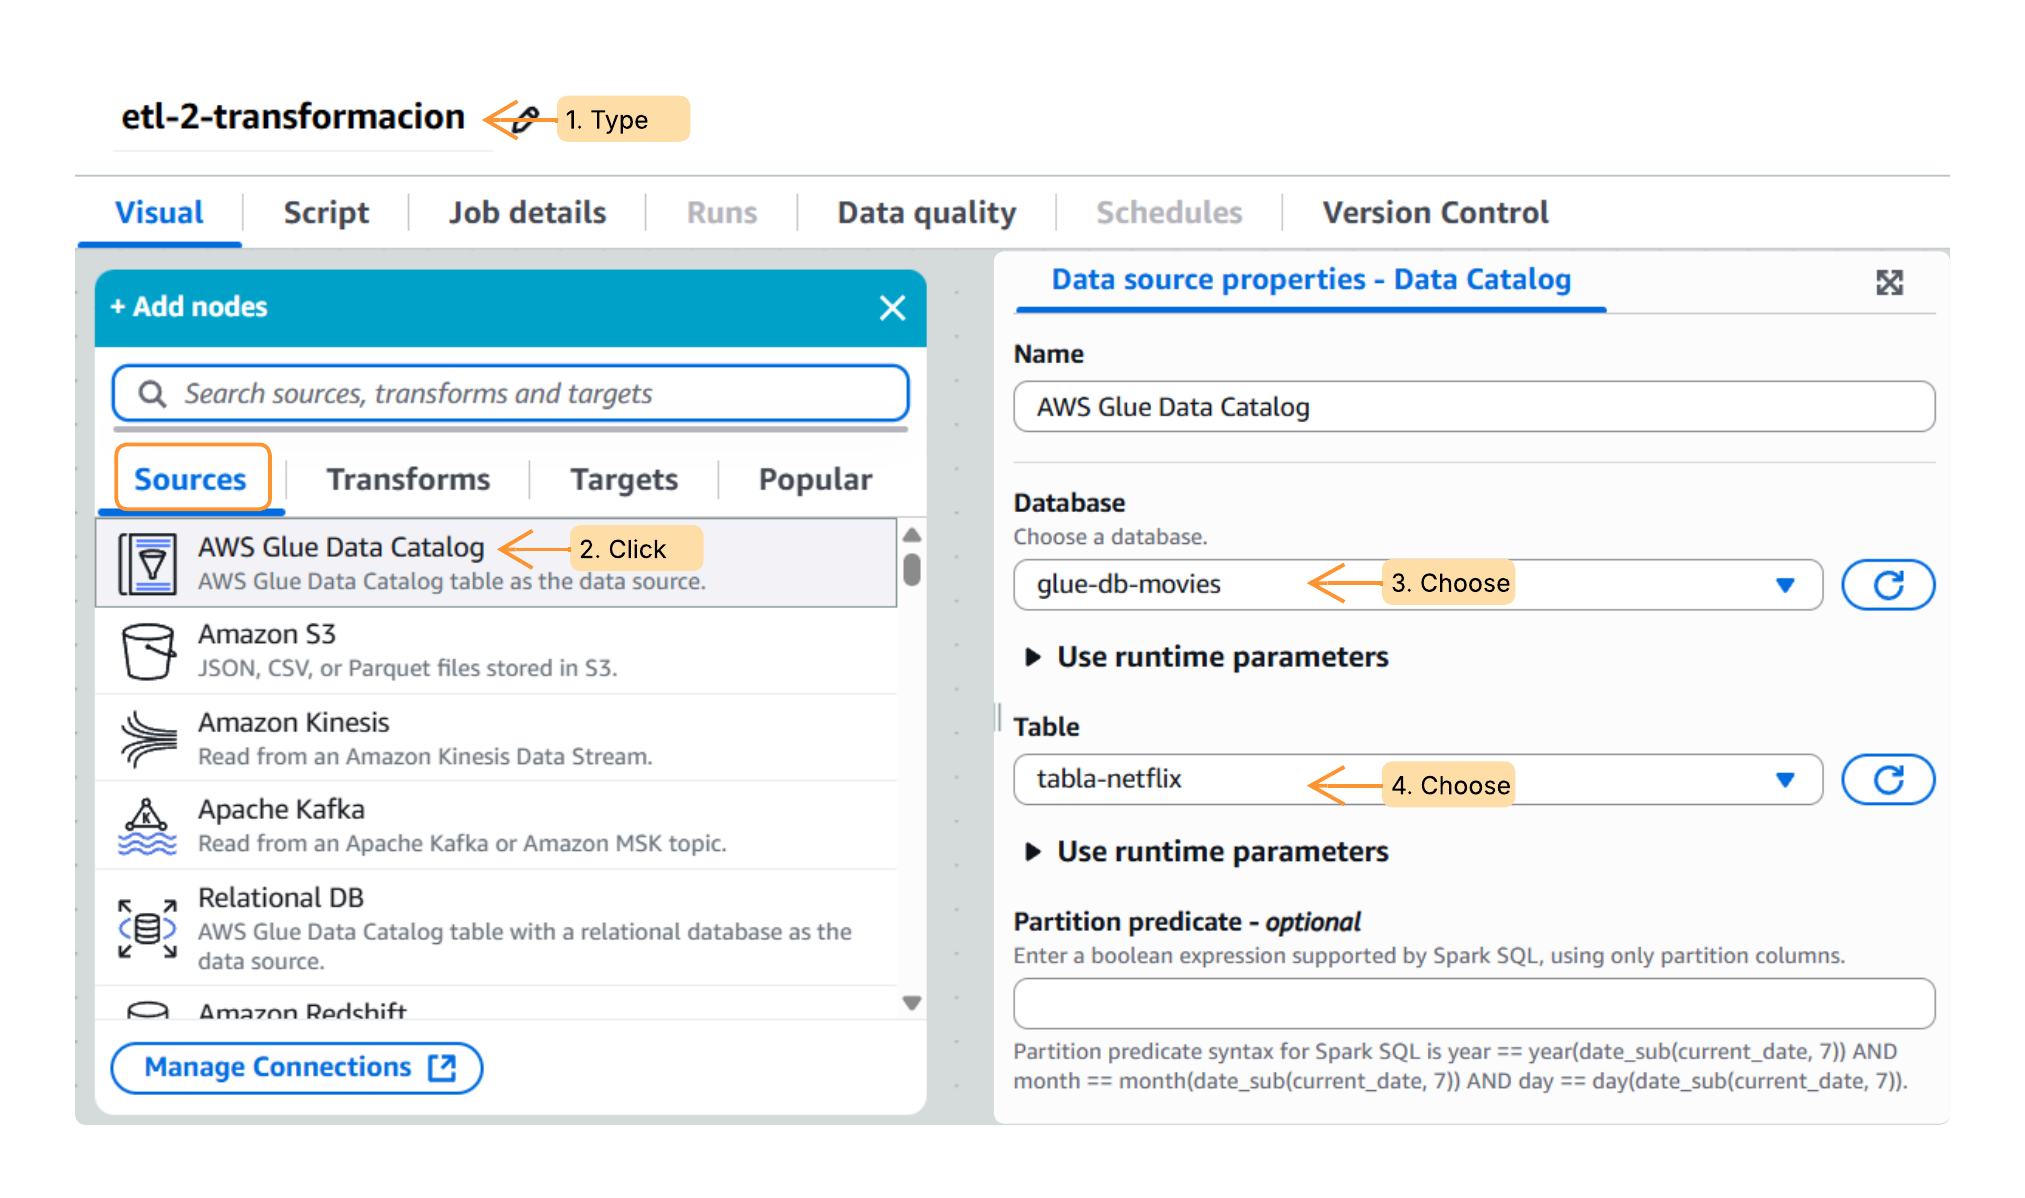 etl-2-transformacion
1. Type
Visual
Script
Job details
Runs
Data quality
Schedules
Version Control
+ Add nodes
Search sources, transforms and targets
Sources
Transforms
Targets
Popular
AWS Glue Data Catalog
2. Click
AWS Glue Data Catalog table as the data source.
Amazon S3
JSON, CSV, or Parquet files stored in S3.
Amazon Kinesis
Read from an Amazon Kinesis Data Stream.
Apache Kafka
Read from an Apache Kafka or Amazon MSK topic.
Relational DB
AWS Glue Data Catalog table with a relational database as the
data source.
Amazon Redshift
Manage Connections
Data source properties - Data Catalog
Name
AWS Glue Data Catalog
Database
Choose a database.
glue-db-movies
3. Choose
Use runtime parameters
Table
tabla-netflix
4. Choose
Use runtime parameters
Partition predicate - optional
Enter a boolean expression supported by Spark SQL, using only partition columns.
Partition predicate syntax for Spark SQL is year == year(date_sub(current_date, 7)) AND
month == month(date_sub(current_date, 7)) AND day == day(date_sub(current_date, 7)).